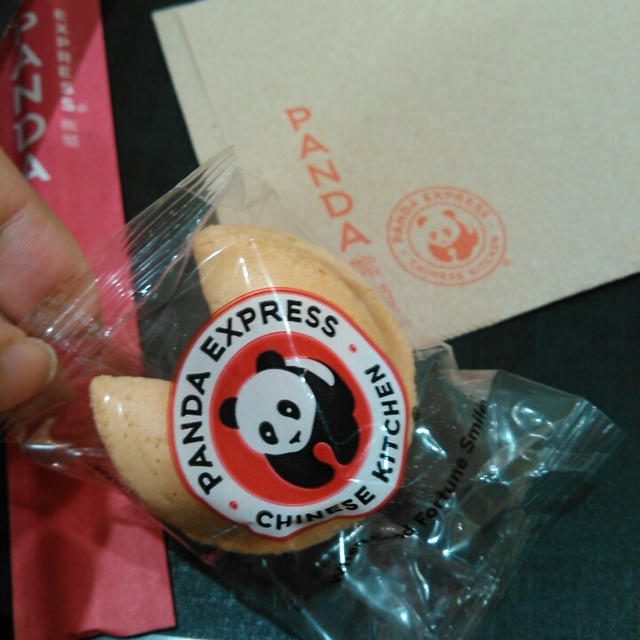 PANDA
PANDA
PANDA EXPRESS
CHINESE KITCHEN
PANDA EXPRESS
CHINESE KITCHEN
Fortune Smile